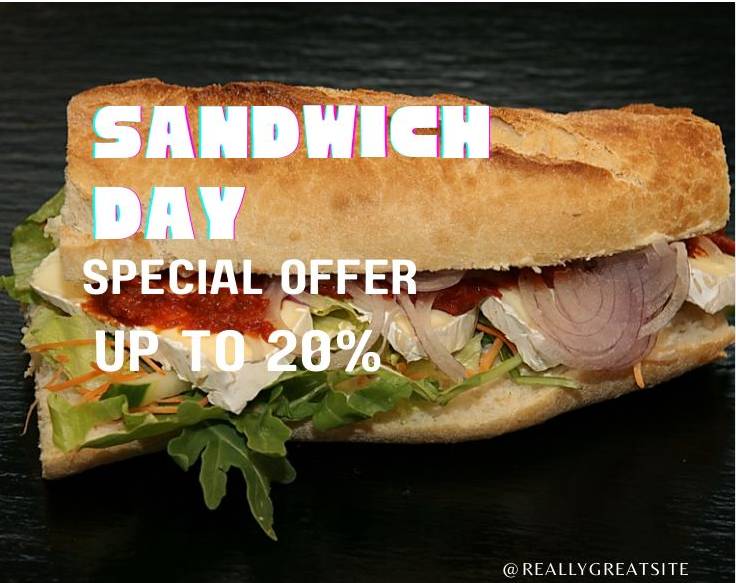 SANDWICH
DAY
SPECIAL OFFER
UP TO 20%
@REALLYGREATSITE